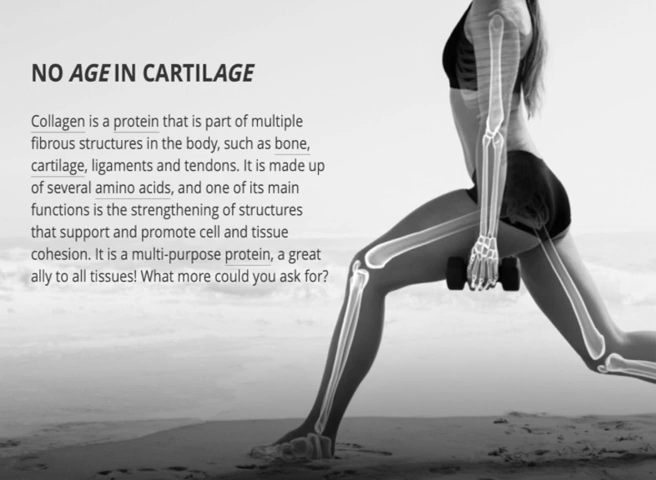 NO AGE IN CARTILAGE
Collagen is a protein that is part of multiple
fibrous structures in the body, such as bone,
cartilage, ligaments and tendons. It is made up
of several amino acids, and one of its main
functions is the strengthening of structures
that support and promote cell and tissue
cohesion. It is a multi-purpose protein, a great
ally to all tissues! What more could you ask for?